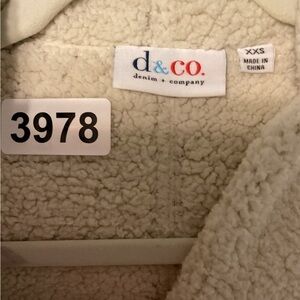 d&co.
denim + company
XXS
MADE IN
CHINA
3978